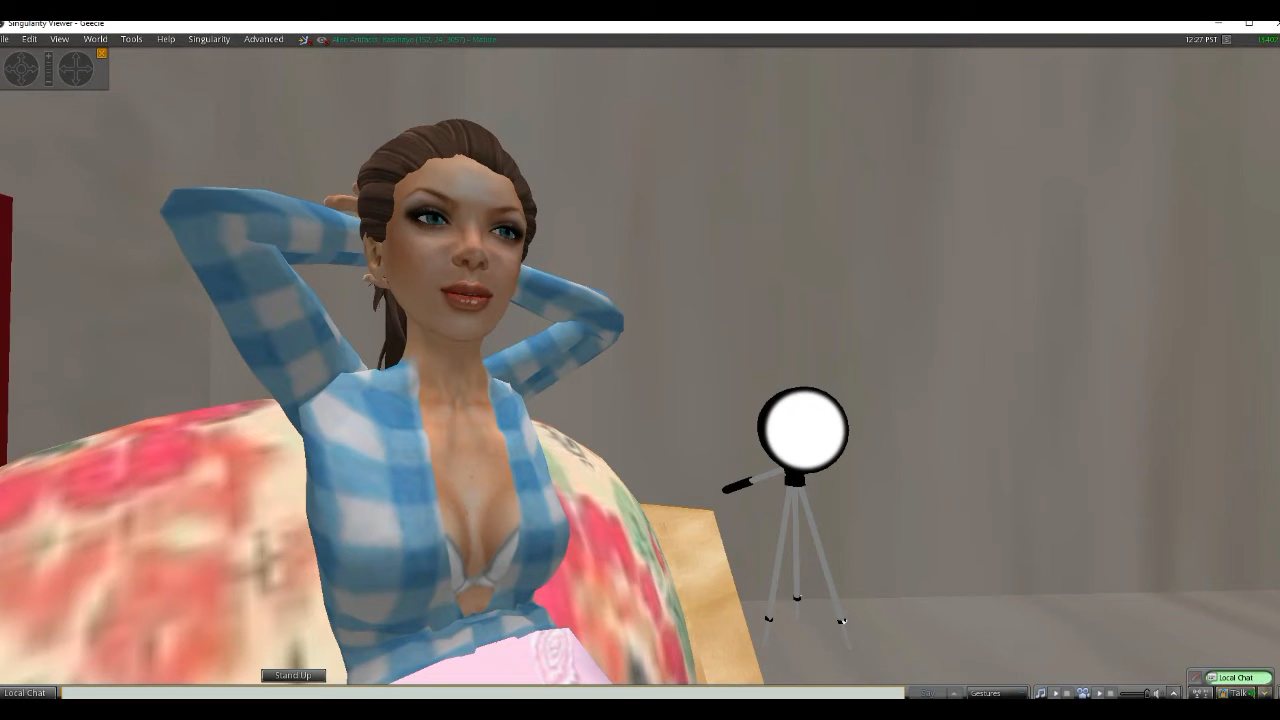 Singularity Viewer - Geecie
ile Edit View World Tools Help Singularity Advanced
12:27 PST
Stand Up
Local Chat
Local Chat
Say
Gestures
Talk